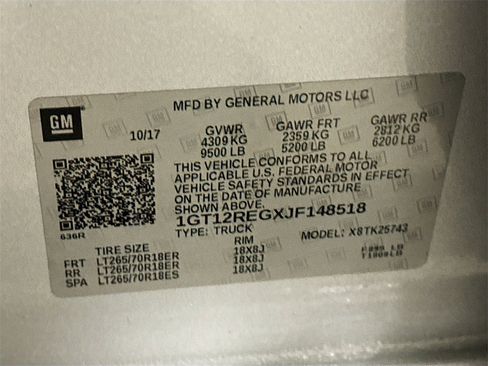 MFD BY GENERAL MOTORS LLC
GM
10/17
GVWR GAWR FRT GAWR RR
4309 KG 2359 KG 2812 KG
9500 LB 5200 LB 6200 LB
THIS VEHICLE CONFORMS TO ALL
APPLICABLE U.S. FEDERAL MOTOR
VEHICLE SAFETY STANDARDS IN EFFECT
ON THE DATE OF MANUFACTURE
SHOWN ABOVE.
1GT12REGXJF148518
636R
TYPE: TRUCK MODEL: X8TK25743
TIRE SIZE RIM
FRT LT265/70R18ER 18X8J
RR LT265/70R18ER 18X8J
SPA LT265/70R18ES 18X8J